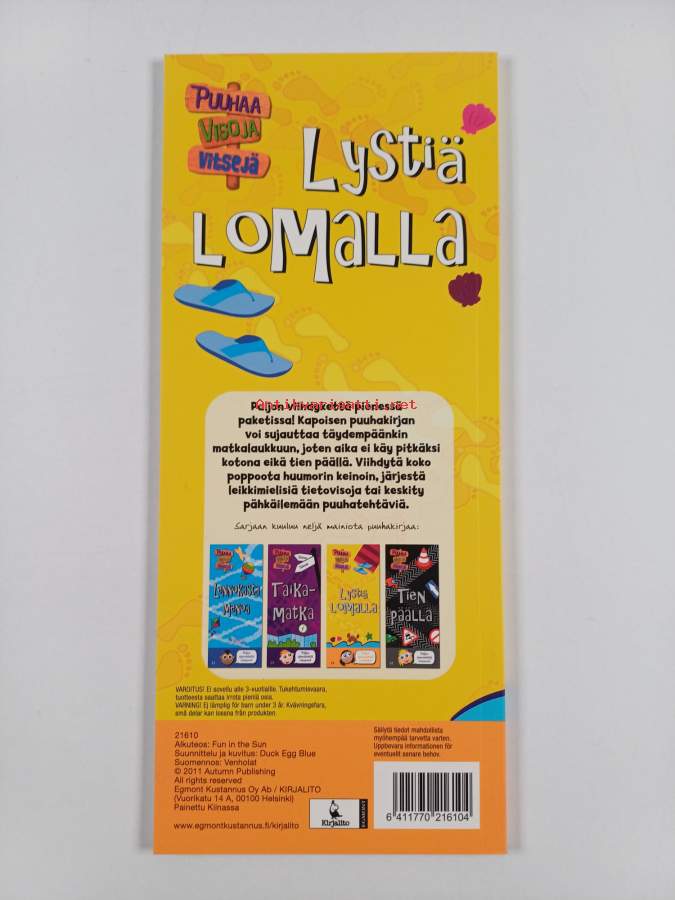 PUUHAA
VISOJA
VITSEJÄ
LYSTIÄ
LOMALLA
Antikvariantti.net
Paljon viihdykettä pienessä
paketissa! Kapoisen puuhakirjan
voi sujauttaa täydempäänkin
matkalaukkuun, joten aika ei käy pitkäksi
kotona eikä tien päällä. Viihdytä koko
poppoota huumorin keinoin, järjestä
leikkimielisiä tietovisoja tai keskity
pähkäilemään puuhatehtäviä.
Sarjaan kuuluu neljä mainiota puuhakirjaa:
Lennokasta
menoa
TAIKA-
MATKA
LYSTIÄ
LOMALLA
TIEN
PÄÄLLÄ
VAROITUS! Ei sovellu alle 3-vuotiaille. Tukehtumisvaara,
tuotteesta saattaa irrota pieniä osia.
VARNING! Ej lämplig för barn under 3 år. Kvävningsfara,
små delar kan lossna från produkten.
21610
Alkuteos: Fun in the Sun
Suunnittelu ja kuvitus: Duck Egg Blue
Suomennos: Venholat
© 2011 Autumn Publishing
All rights reserved
Egmont Kustannus Oy Ab / KIRJALITO
(Vuorikatu 14 A, 00100 Helsinki)
Painettu Kiinassa
www.egmontkustannus.fi/kirjalito
Kirjalito
Säilytä tiedot mahdollista
myöhempää tarvetta varten.
Uppbevara informationen för
eventuellt senare behov.
6 411770 216104